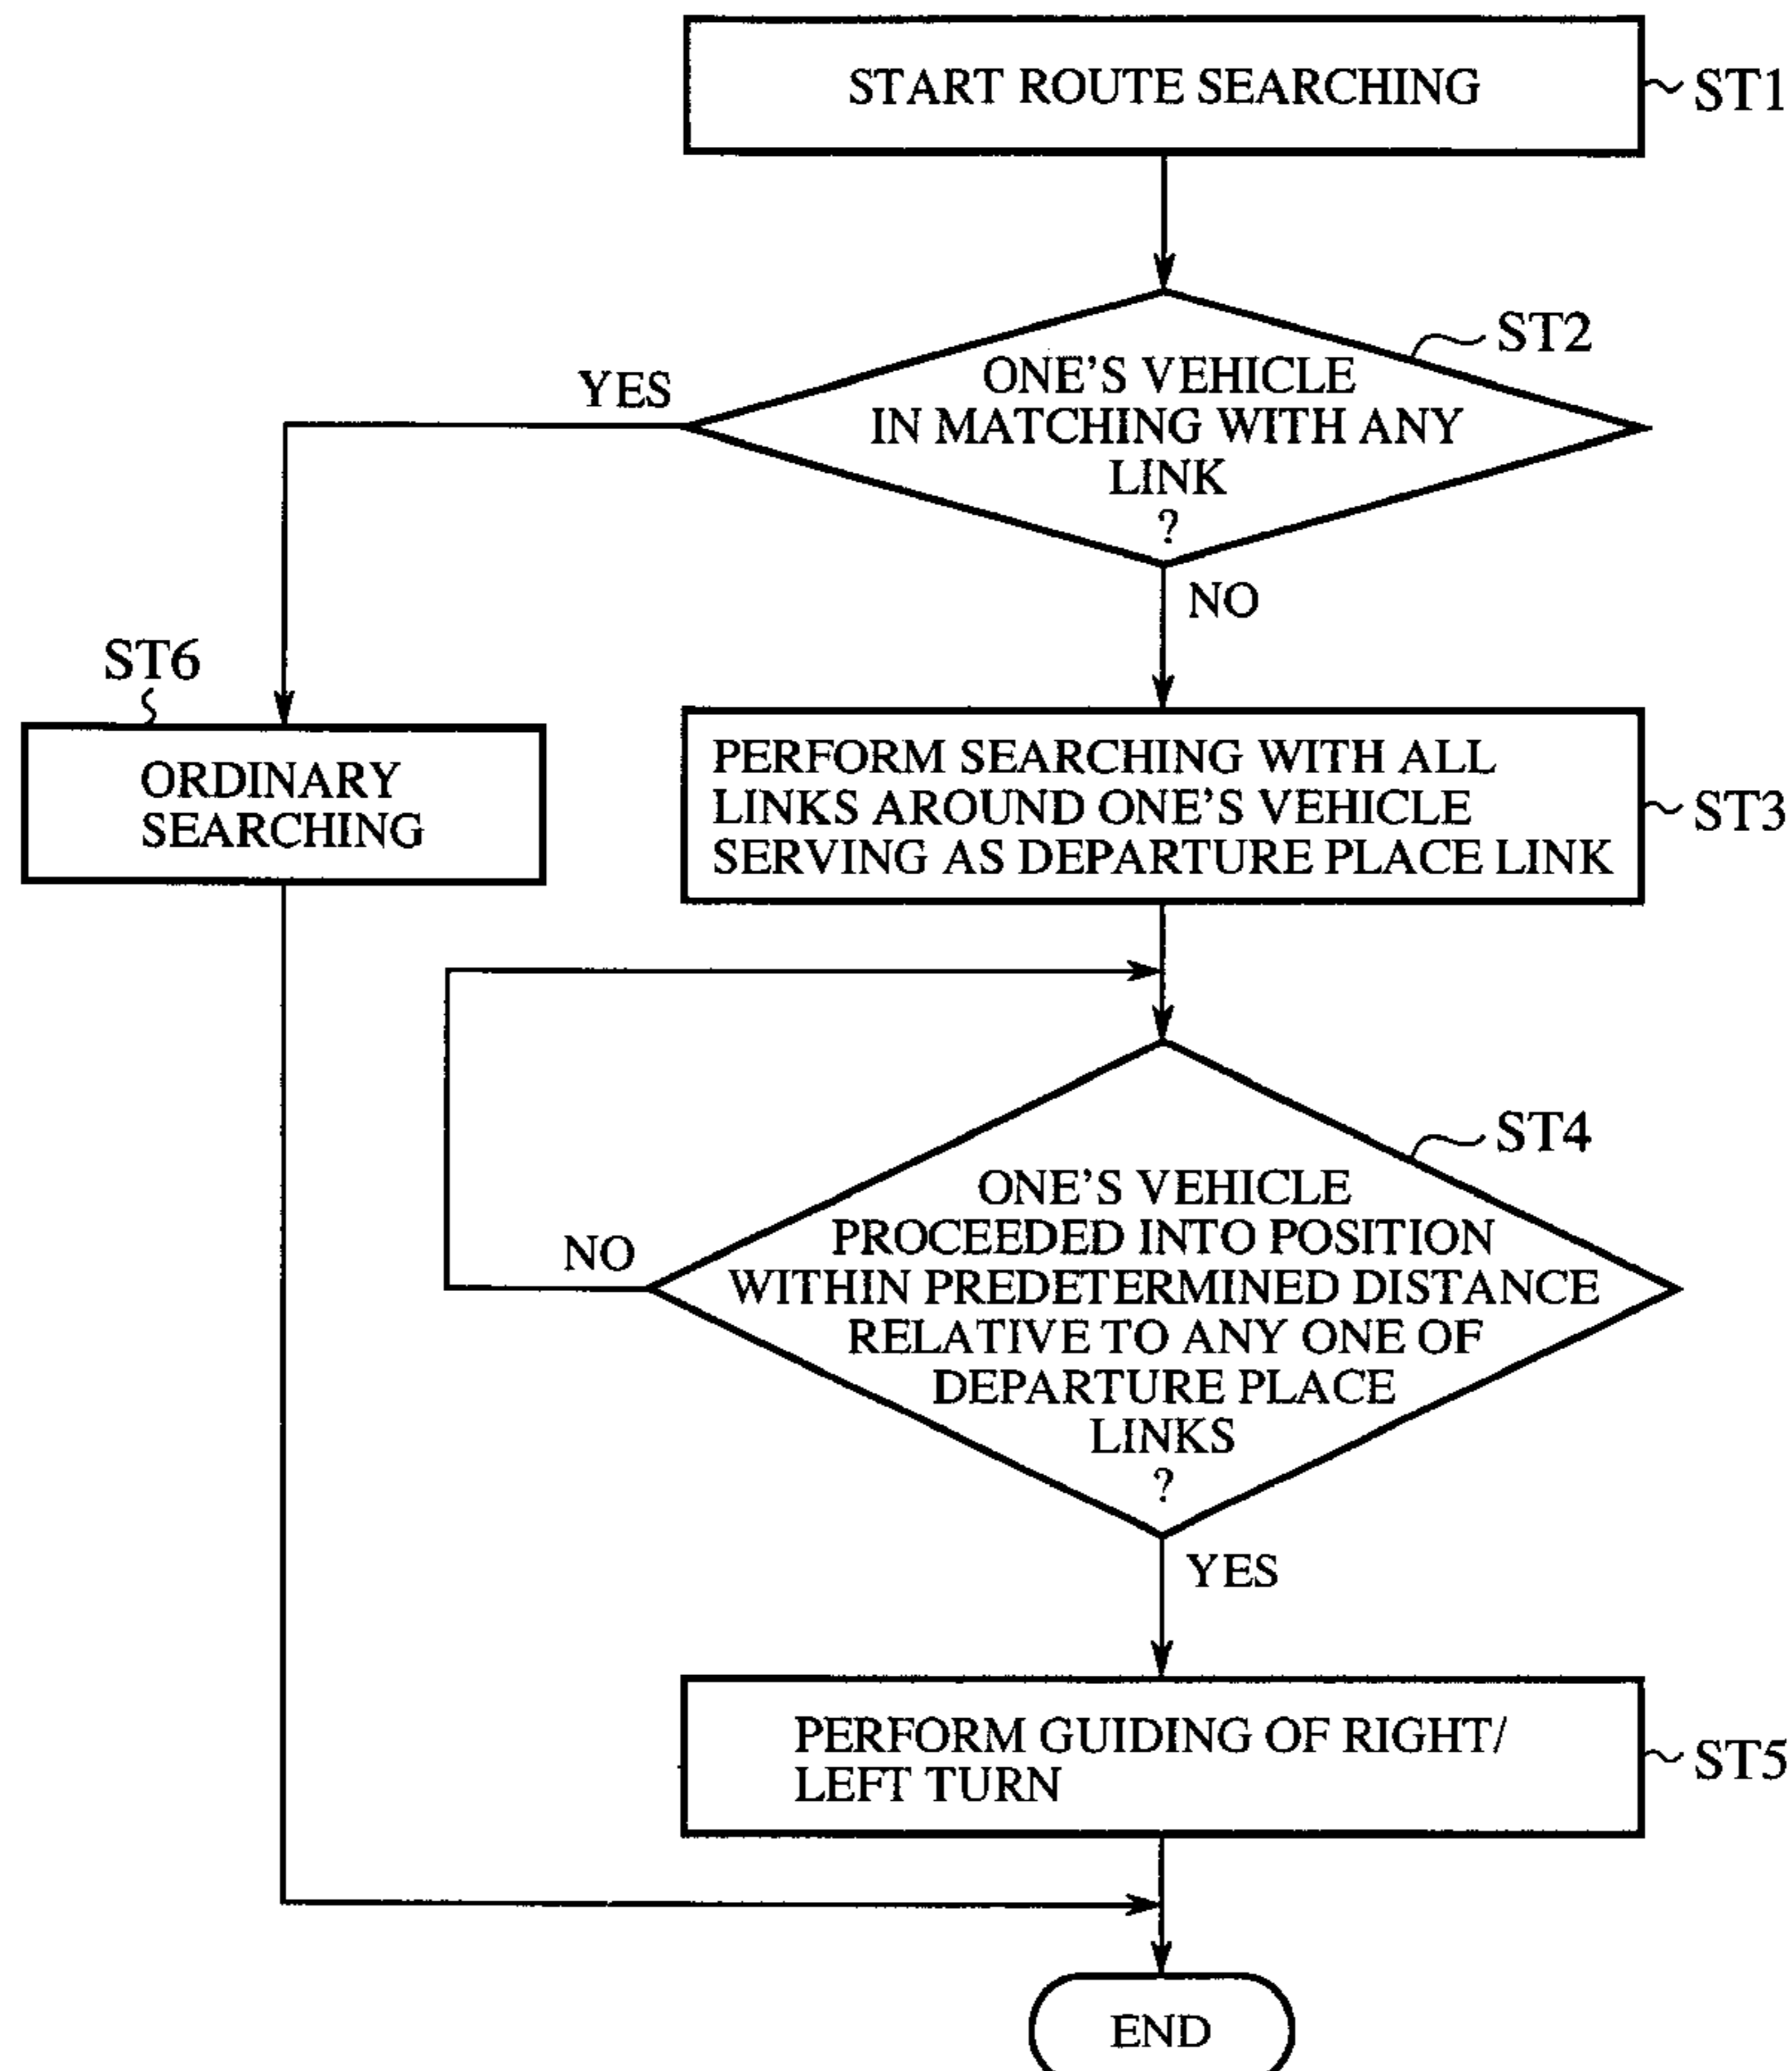 START ROUTE SEARCHING
ST1
ST2
ONE'S VEHICLE
IN MATCHING WITH ANY
LINK
?
YES
NO
ST6
ORDINARY
SEARCHING
PERFORM SEARCHING WITH ALL
LINKS AROUND ONE'S VEHICLE
SERVING AS DEPARTURE PLACE LINK
ST3
ST4
ONE'S VEHICLE
PROCEEDED INTO POSITION
WITHIN PREDETERMINED DISTANCE
RELATIVE TO ANY ONE OF
DEPARTURE PLACE
LINKS
?
NO
YES
PERFORM GUIDING OF RIGHT/
LEFT TURN
ST5
END